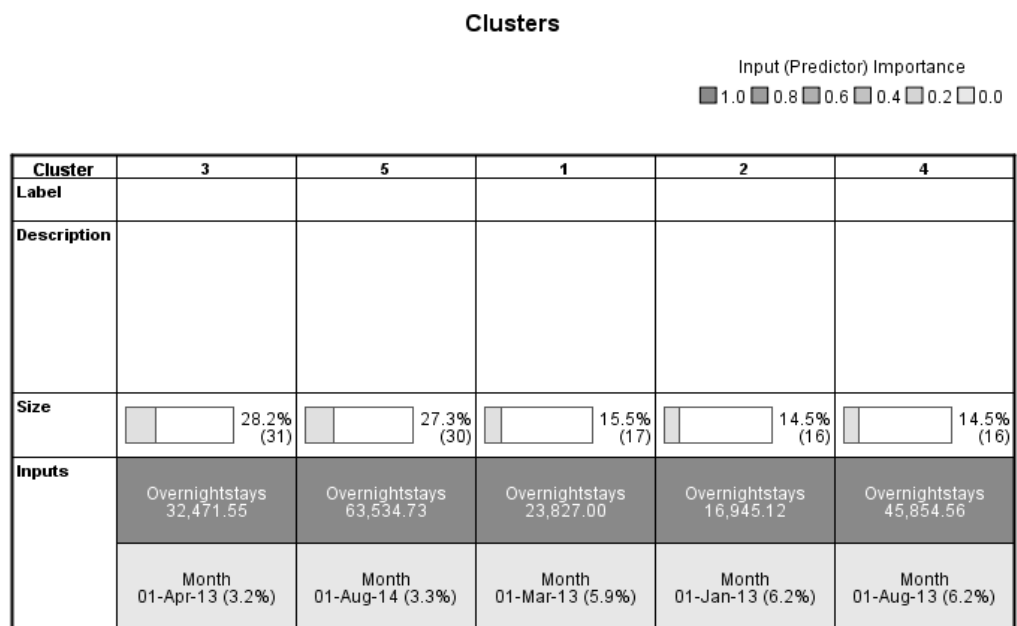 Clusters
Input (Predictor) Importance
1.0 0.8 0.6 0.4 0.2 0.0
Cluster 3 5 1 2 4
Label
Description
Size 28.2% 27.3% 15.5% 14.5% 14.5%
(31) (30) (17) (16) (16)
Inputs
Overnightstays Overnightstays Overnightstays Overnightstays Overnightstays
32,471.55 63,534.73 23,827.00 16,945.12 45,854.56
Month Month Month Month Month
01-Apr-13 (3.2%) 01-Aug-14 (3.3%) 01-Mar-13 (5.9%) 01-Jan-13 (6.2%) 01-Aug-13 (6.2%)